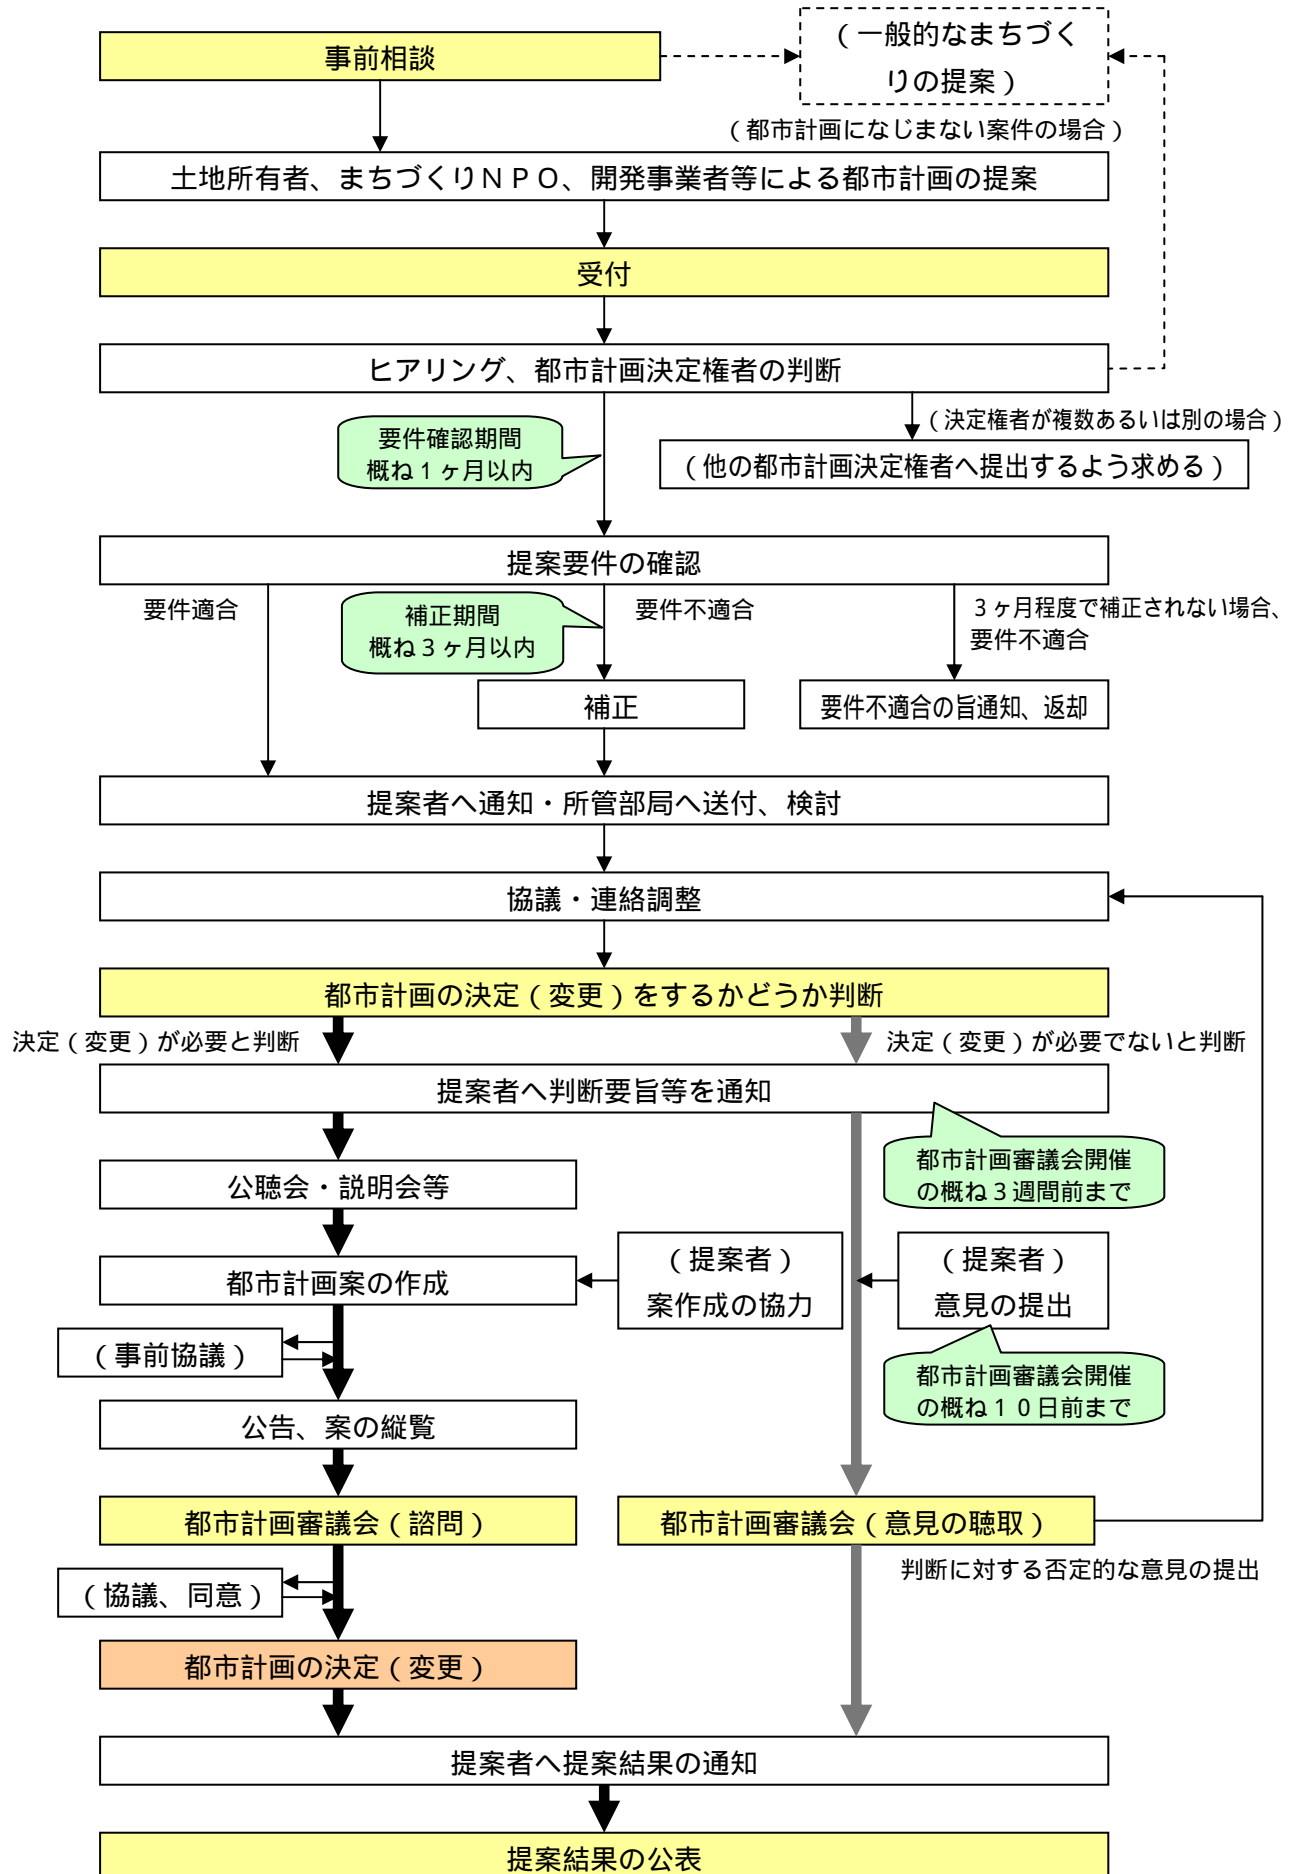 事前相談
（一般的なまちづく
りの提案）
（都市計画になじまない案件の場合）
土地所有者、まちづくりＮＰＯ、開発事業者等による都市計画の提案
受付
ヒアリング、都市計画決定権者の判断
（決定権者が複数あるいは別の場合）
要件確認期間
概ね１ヶ月以内
（他の都市計画決定権者へ提出するよう求める）
提案要件の確認
要件適合
補正期間
概ね３ヶ月以内
要件不適合
３ヶ月程度で補正されない場合、
要件不適合
補正
要件不適合の旨通知、返却
提案者へ通知・所管部局へ送付、検討
協議・連絡調整
都市計画の決定（変更）をするかどうか判断
決定（変更）が必要と判断
決定（変更）が必要でないと判断
提案者へ判断要旨等を通知
都市計画審議会開催
の概ね３週間前まで
公聴会・説明会等
都市計画案の作成
（提案者）
案作成の協力
（提案者）
意見の提出
（事前協議）
都市計画審議会開催
の概ね１０日前まで
公告、案の縦覧
都市計画審議会（諮問）
都市計画審議会（意見の聴取）
判断に対する否定的な意見の提出
（協議、同意）
都市計画の決定（変更）
提案者へ提案結果の通知
提案結果の公表